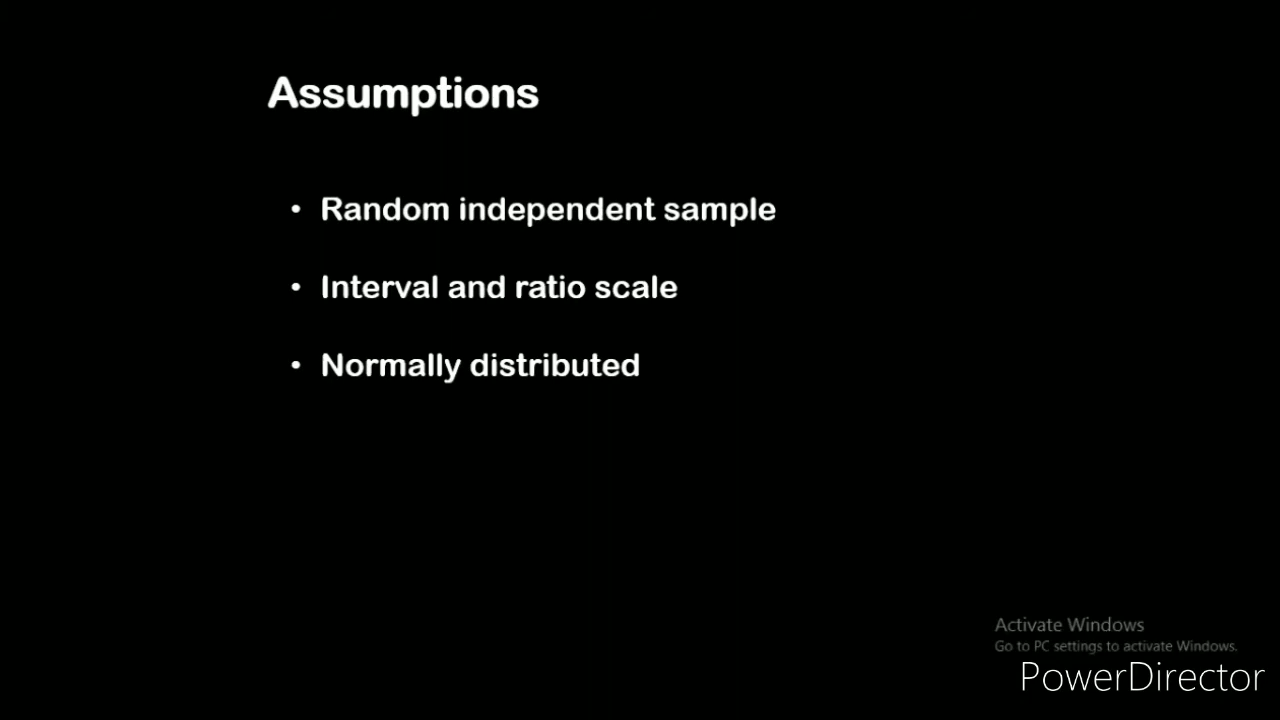 Assumptions
• Random independent sample
• Interval and ratio scale
• Normally distributed
Activate Windows
Go to PC settings to activate Windows.
PowerDirector